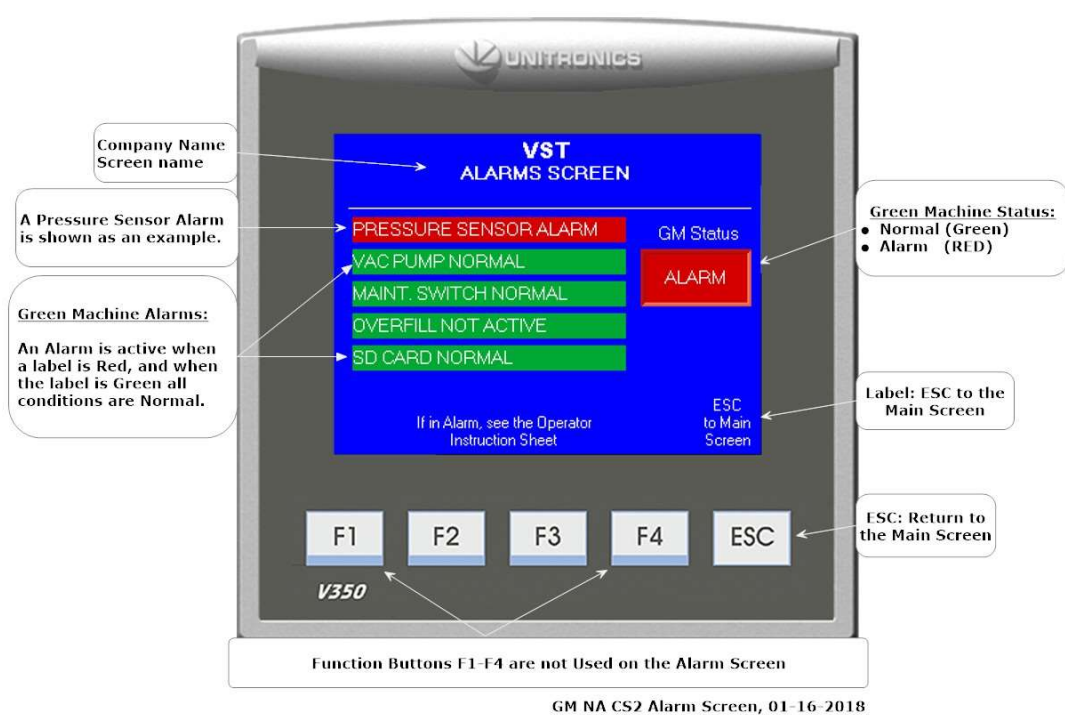 UNITRONICS
Company Name
Screen name
VST
ALARMS SCREEN
A Pressure Sensor Alarm
is shown as an example.
PRESSURE SENSOR ALARM
VAC PUMP NORMAL
MAINT. SWITCH NORMAL
OVERFILL NOT ACTIVE
SD CARD NORMAL
GM Status
ALARM
Green Machine Status:
• Normal (Green)
• Alarm (RED)
Green Machine Alarms:
An Alarm is active when
a label is Red, and when
the label is Green all
conditions are Normal.
If in Alarm, see the Operator
Instruction Sheet
ESC
to Main
Screen
Label: ESC to the
Main Screen
F1
F2
F3
F4
ESC
ESC: Return to
the Main Screen
V350
Function Buttons F1-F4 are not Used on the Alarm Screen
GM NA CS2 Alarm Screen, 01-16-2018